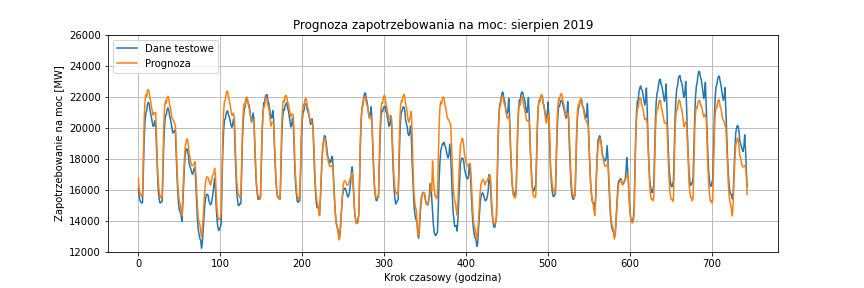 Prognoza zapotrzebowania na moc: sierpien 2019
26000
24000
22000
20000
18000
16000
14000
12000
Zapotrzebowanie na moc [MW]
Dane testowe
Prognoza
0 100 200 300 400 500 600 700
Krok czasowy (godzina)